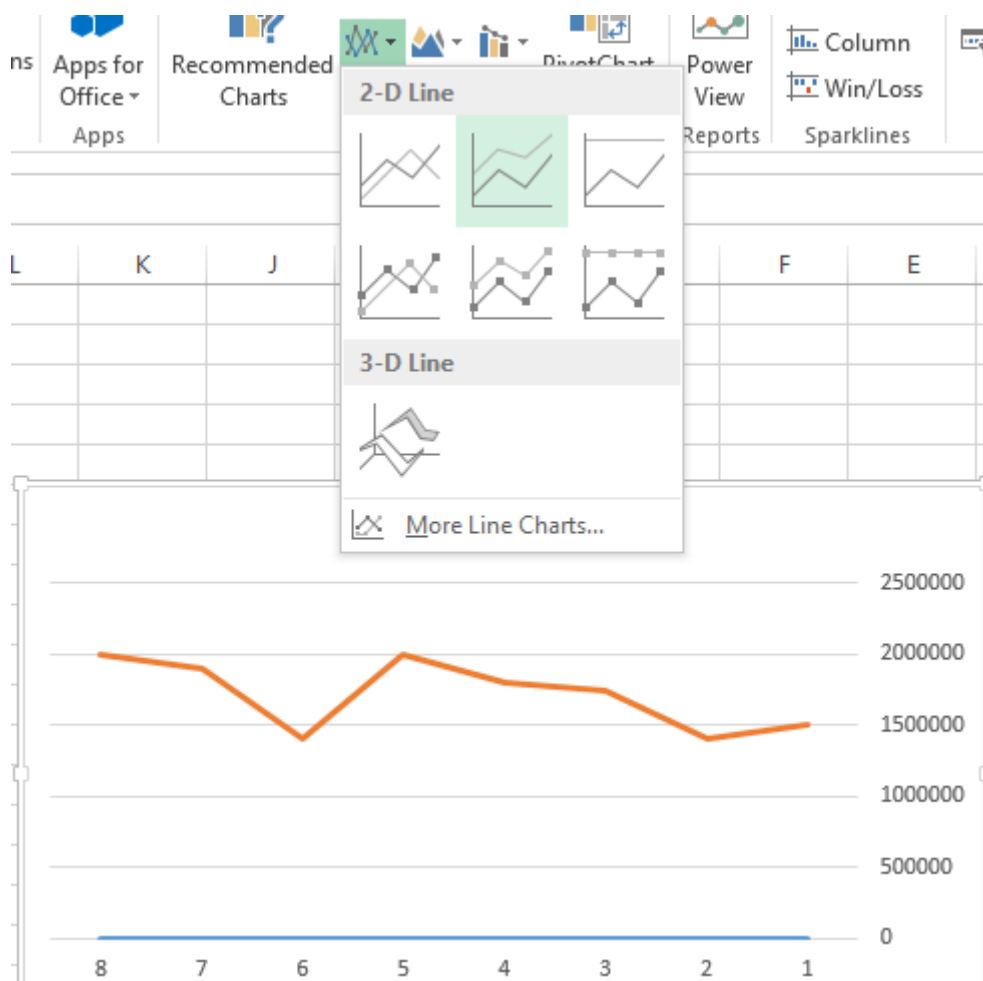 ns
Apps for
Office
Apps
Recommended
Charts
PivotChart
Power
View
Reports
Column
Win/Loss
Sparklines
2-D Line
3-D Line
More Line Charts...
L K J F E
2500000
2000000
1500000
1000000
500000
0
8 7 6 5 4 3 2 1